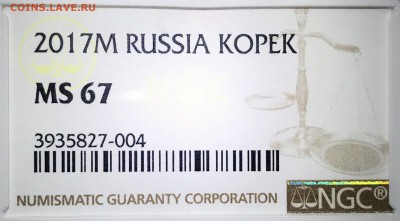 COINS.LAVE.RU
2017M RUSSIA KOPEK
MS 67
3935827-004
NUMISMATIC GUARANTY CORPORATION NGC®